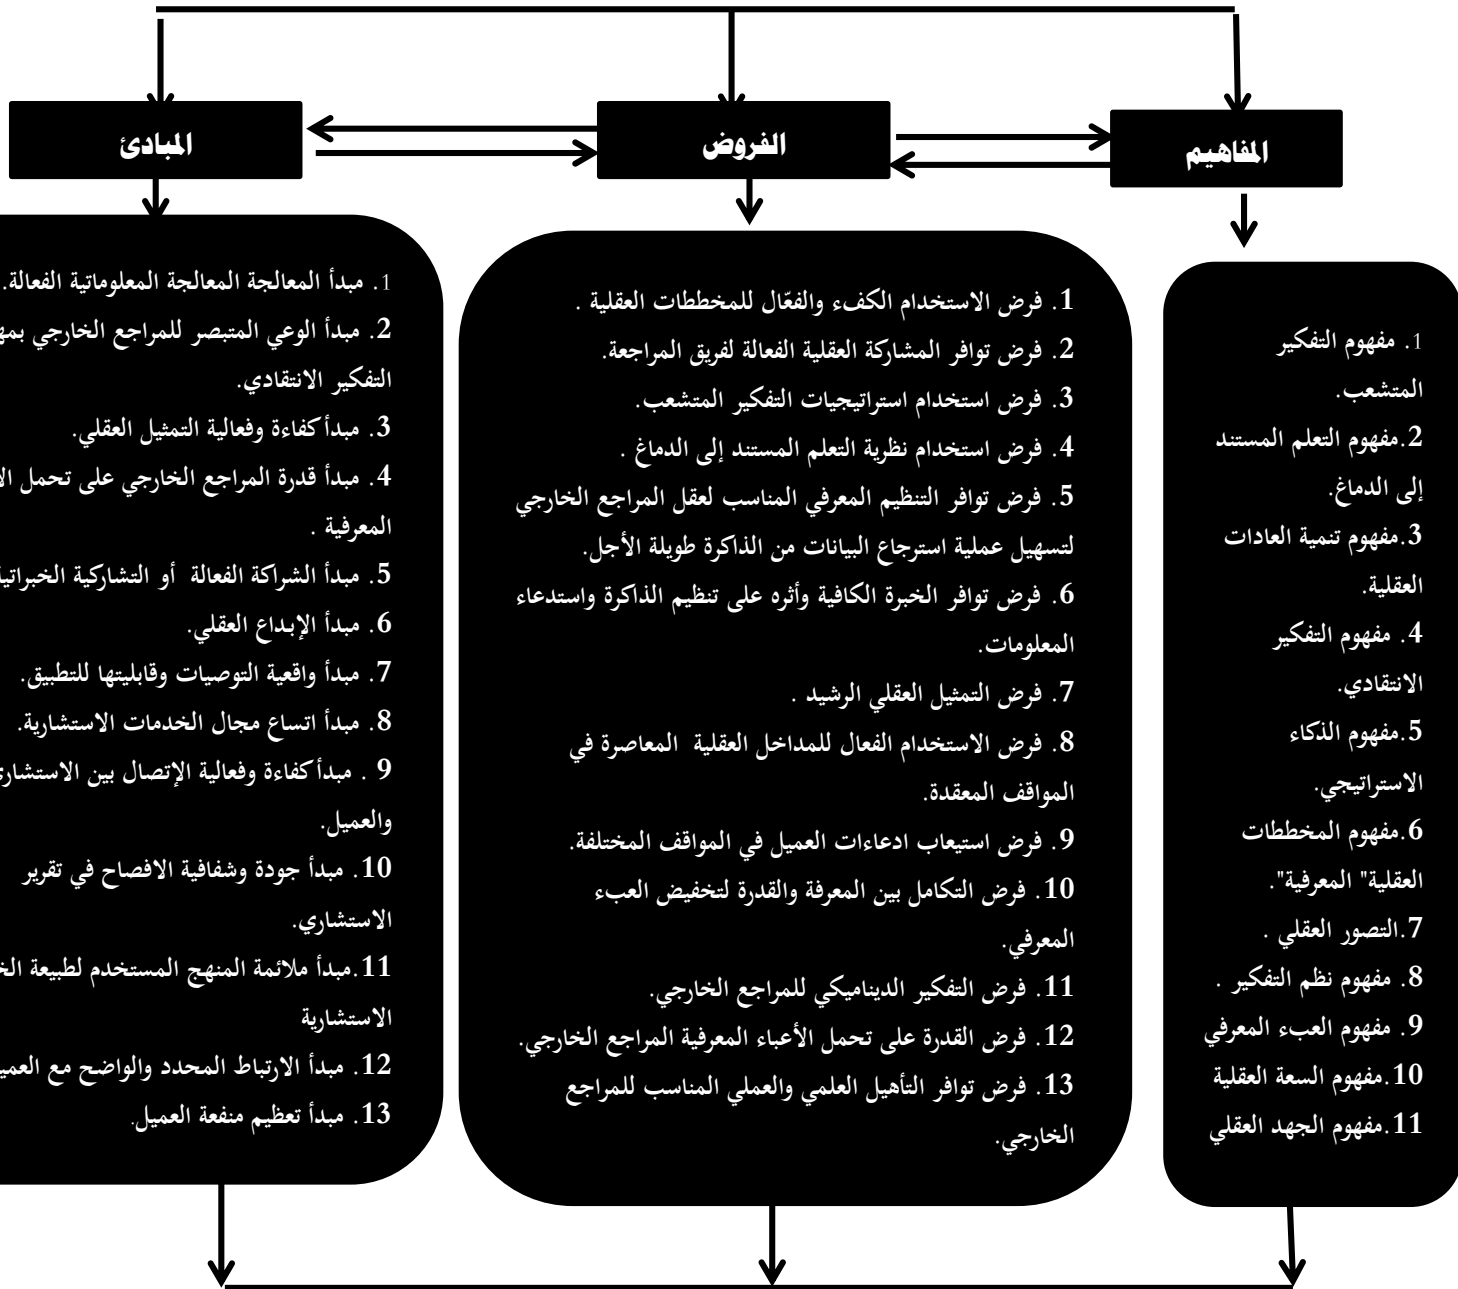 المفاهيم
الفروض
المبادئ
1. مفهوم التفكير
المتشعب.
2.مفهوم التعلم المستند
إلى الدماغ.
3.مفهوم تنمية العادات
العقلية.
4. مفهوم التفكير
الانتقادي.
5.مفهوم الذكاء
الاستراتيجي.
6.مفهوم المخططات
العقلية" المعرفية".
7.التصور العقلي .
8. مفهوم نظم التفكير .
9. مفهوم العبء المعرفي
10.مفهوم السعة العقلية
11.مفهوم الجهد العقلي
1. فرض الاستخدام الكفء والفعّال للمخططات العقلية .
2. فرض توافر المشاركة العقلية الفعالة لفريق المراجعة.
3. فرض استخدام استراتيجيات التفكير المتشعب.
4. فرض استخدام نظرية التعلم المستند إلى الدماغ .
5. فرض توافر التنظيم المعرفي المناسب لعقل المراجع الخارجي
لتسهيل عملية استرجاع البيانات من الذاكرة طويلة الأجل.
6. فرض توافر الخبرة الكافية وأثره على تنظيم الذاكرة واستدعاء
المعلومات.
7. فرض التمثيل العقلي الرشيد .
8. فرض الاستخدام الفعال للمداخل العقلية المعاصرة في
المواقف المعقدة.
9. فرض استيعاب ادعاءات العميل في المواقف المختلفة.
10. فرض التكامل بين المعرفة والقدرة لتخفيض العبء
المعرفي.
11. فرض التفكير الديناميكي للمراجع الخارجي.
12. فرض القدرة على تحمل الأعباء المعرفية المراجع الخارجي.
13. فرض توافر التأهيل العلمي والعملي المناسب للمراجع
الخارجي.
1. مبدأ المعالجة المعالجة المعلوماتية الفعالة.
2. مبدأ الوعي المتبصر للمراجع الخارجي
التفكير الانتقادي.
3. مبدأ كفاءة وفعالية التمثيل العقلي.
4. مبدأ قدرة المراجع الخارجي على تحمل
المعرفية .
5. مبدأ الشراكة الفعالة أو التشاركية
6. مبدأ الإبداع العقلي.
7. مبدأ واقعية التوصيات وقابليتها للتطبيق.
8. مبدأ اتساع مجال الخدمات الاستشارية.
9 . مبدأ كفاءة وفعالية الإتصال بين
والعميل.
10. مبدأ جودة وشفافية الافصاح في تقرير
الاستشاري.
11.مبدأ ملائمة المنهج المستخدم لطبيعة
الاستشارية
12. مبدأ الارتباط المحدد والواضح مع
13. مبدأ تعظيم منفعة العميل.